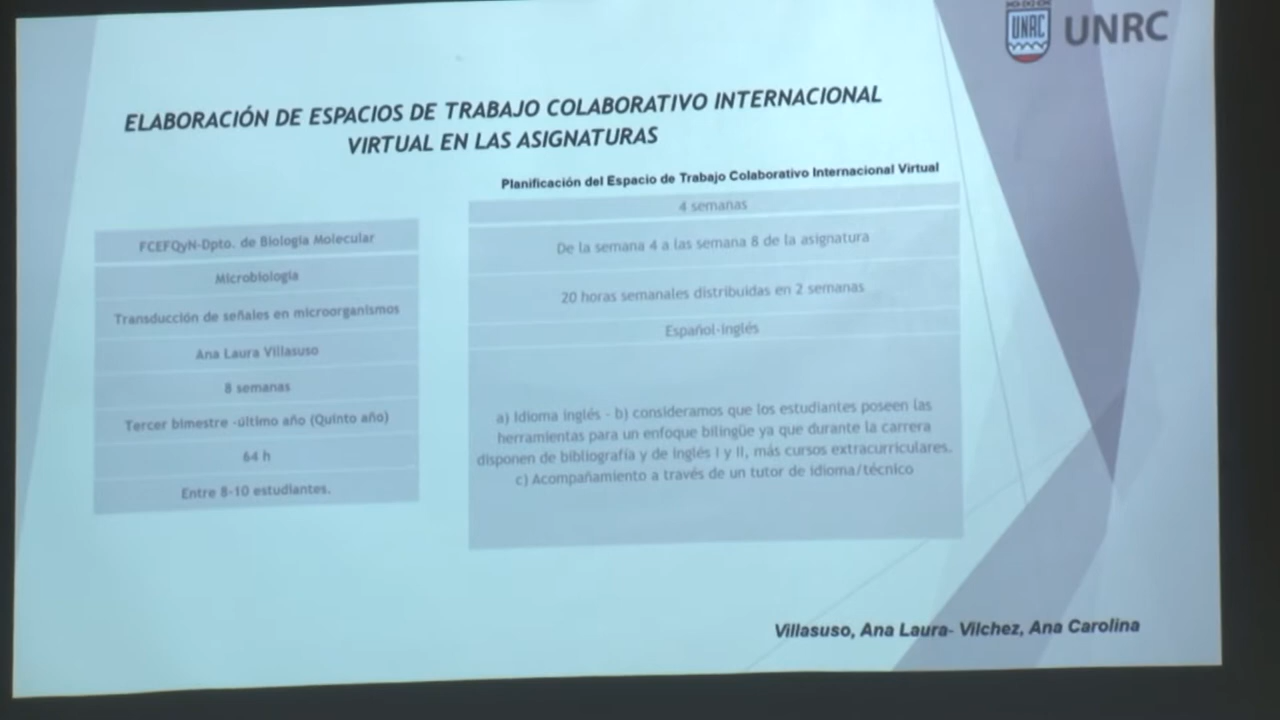 UNRC
UNRC
ELABORACIÓN DE ESPACIOS DE TRABAJO COLABORATIVO INTERNACIONAL
VIRTUAL EN LAS ASIGNATURAS
FCEFQyN-Dpto. de Biología Molecular
Microbiología
Transducción de señales en microorganismos
Ana Laura Villasuso
8 semanas
Tercer bimestre -último año (Quinto año)
64 h
Entre 8-10 estudiantes.
Planificación del Espacio de Trabajo Colaborativo Internacional Virtual
4 semanas
De la semana 4 a las semana 8 de la asignatura
20 horas semanales distribuidas en 2 semanas
Español-inglés
a) Idioma inglés - b) consideramos que los estudiantes poseen las
herramientas para un enfoque bilingüe ya que durante la carrera
disponen de bibliografía y de inglés I y II, más cursos extracurriculares.
c) Acompañamiento a través de un tutor de idioma/técnico
Villasuso, Ana Laura- Vilchez, Ana Carolina